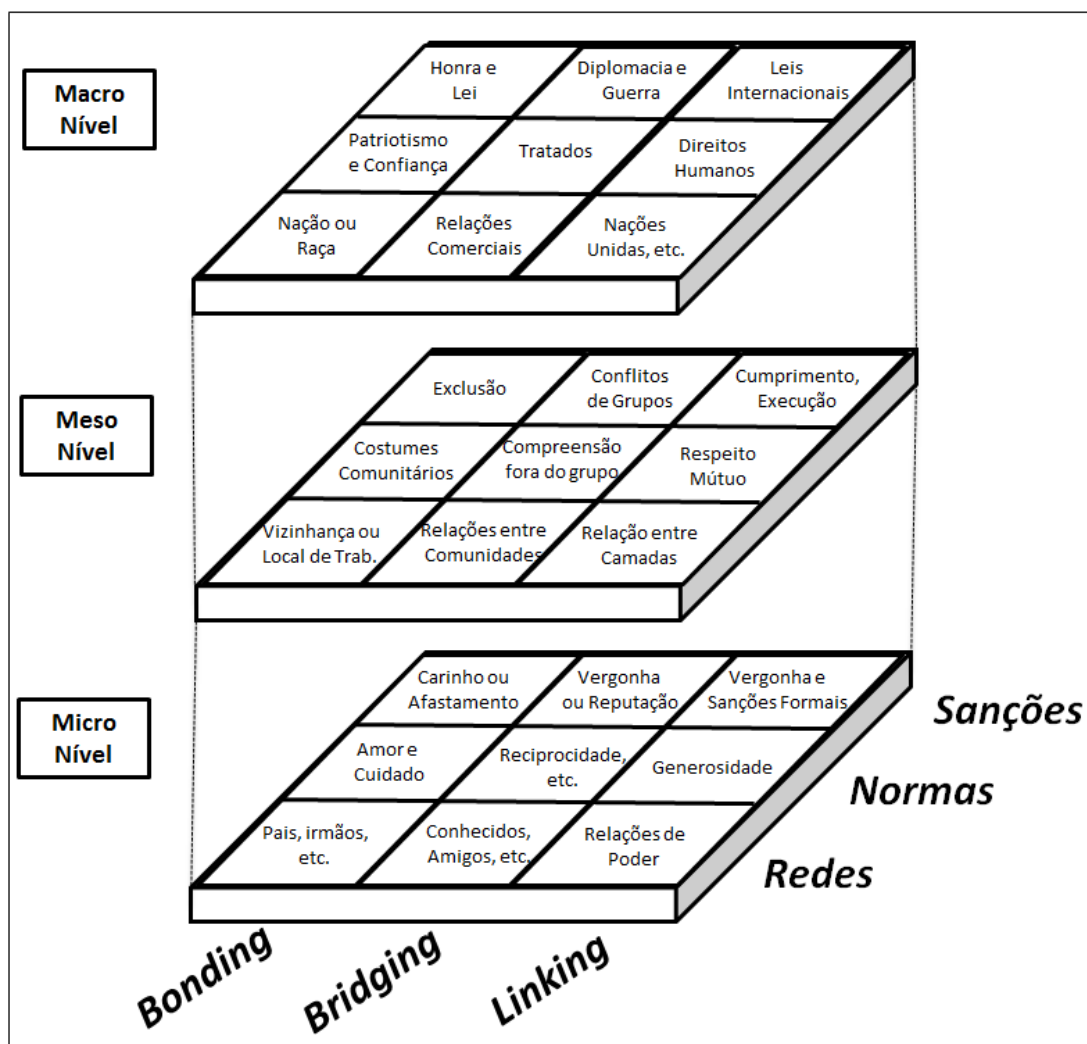 Macro
Nível
Honra e
Lei
Diplomacia e
Guerra
Leis
Internacionais
Patriotismo
e Confiança
Tratados
Direitos
Humanos
Nação ou
Raça
Relações
Comerciais
Nações
Unidas, etc.
Meso
Nível
Exclusão
Conflitos
de Grupos
Cumprimento,
Execução
Costumes
Comunitários
Compreensão
fora do grupo
Respeito
Mútuo
Vizinhança ou
Local de Trab.
Relações entre
Comunidades
Relação entre
Camadas
Micro
Nível
Carinho ou
Afastamento
Vergonha
ou Reputação
Vergonha e
Sanções Formais
Sanções
Amor e
Cuidado
Reciprocidade,
etc.
Generosidade
Normas
Pais, irmãos,
etc.
Conhecidos,
Amigos, etc.
Relações de
Poder
Redes
Bonding
Bridging
Linking